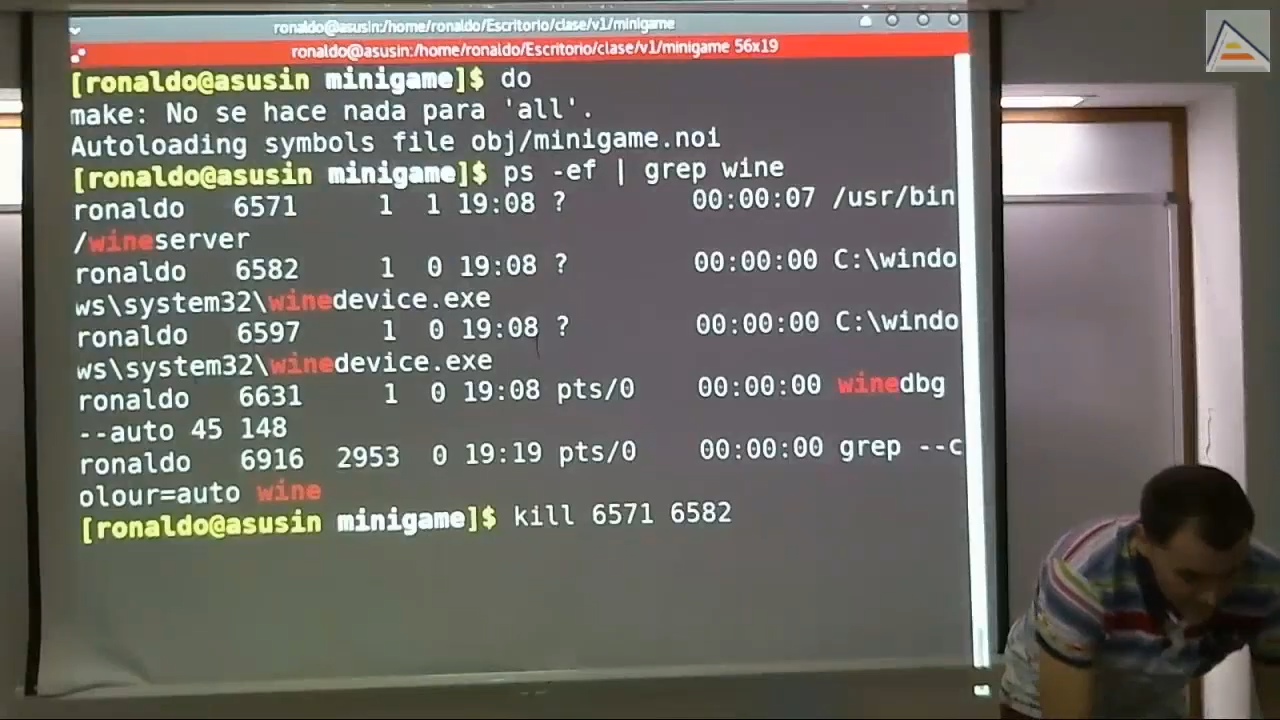 ronaldo@asusin:/home/ronaldo/Escritorio/clase/v1/minigame
ronaldo@asusin:/home/ronaldo/Escritorio/clase/v1/minigame 56x19
[ronaldo@asusin minigame]$ do
make: No se hace nada para 'all'.
Autoloading symbols file obj/minigame.noi
[ronaldo@asusin minigame]$ ps -ef | grep wine
ronaldo 6571 1 1 19:08 ? 00:00:07 /usr/bin
/wineserver
ronaldo 6582 1 0 19:08 ? 00:00:00 C:\windo
ws\system32\winedevice.exe
ronaldo 6597 1 0 19:08 ? 00:00:00 C:\windo
ws\system32\winedevice.exe
ronaldo 6631 1 0 19:08 pts/0 00:00:00 winedbg
--auto 45 148
ronaldo 6916 2953 0 19:19 pts/0 00:00:00 grep --c
olour=auto wine
[ronaldo@asusin minigame]$ kill 6571 6582